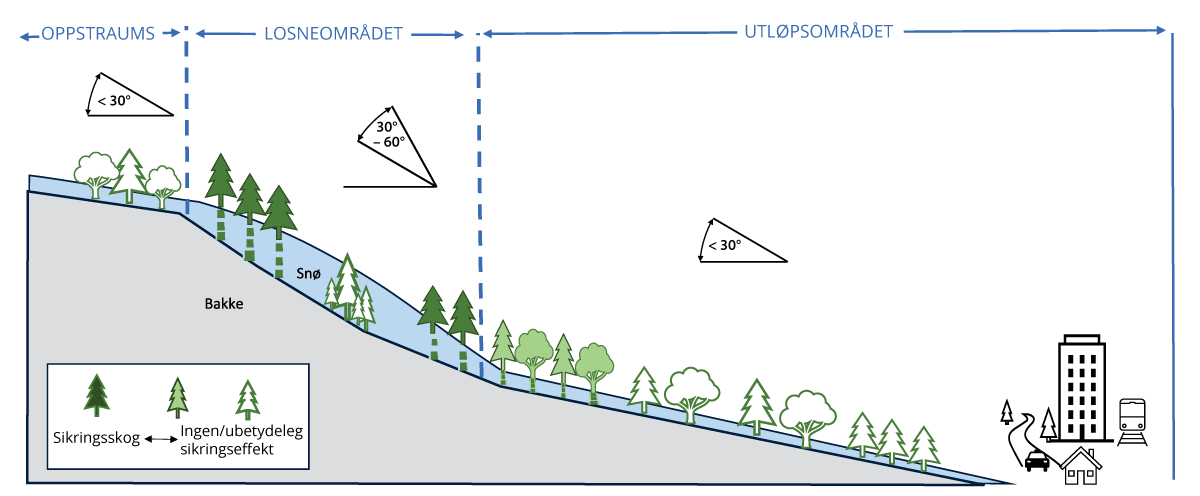 OPPSTRAUMS
LOSNEOMRÅDET
UTLØPSOMRÅDET
< 30°
30°
– 60°
< 30°
Snø
Bakke
Sikringsskog
Ingen/ubetydeleg
sikringseffekt